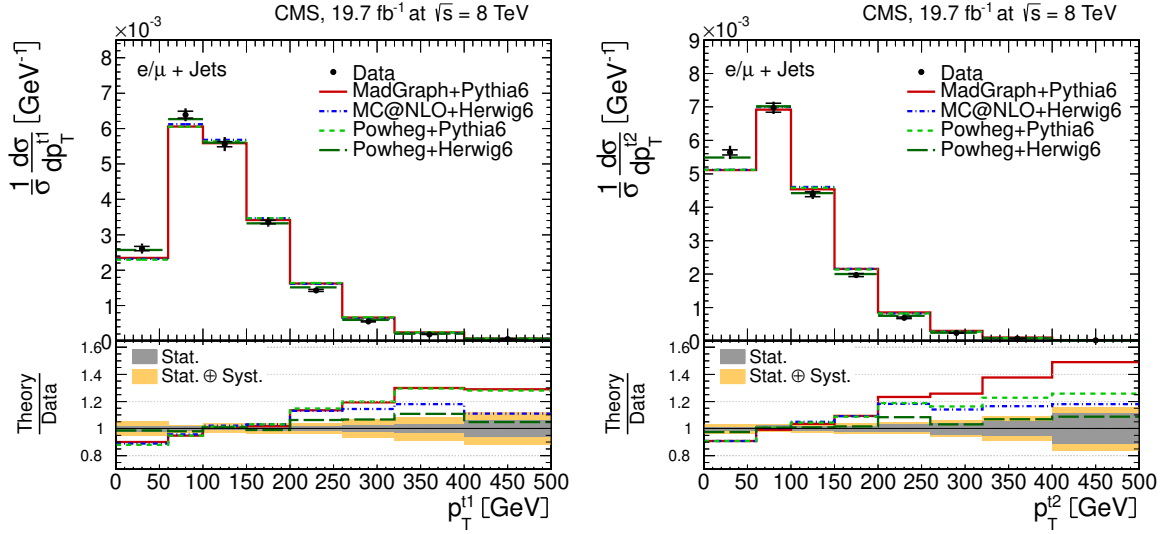 CMS, 19.7 fb⁻¹ at √s = 8 TeV
×10⁻³
1/σ dσ/dp_T^t1 [GeV⁻¹]
8
7
6
5
4
3
2
1
0
e/μ + Jets
Data
MadGraph+Pythia6
MC@NLO+Herwig6
Powheg+Pythia6
Powheg+Herwig6
Theory/Data
1.6
1.4
1.2
1
0.8
Stat.
Stat. ⊕ Syst.
0 50 100 150 200 250 300 350 400 450 500
p_T^t1 [GeV]
CMS, 19.7 fb⁻¹ at √s = 8 TeV
×10⁻³
1/σ dσ/dp_T^t2 [GeV⁻¹]
9
8
7
6
5
4
3
2
1
0
e/μ + Jets
Data
MadGraph+Pythia6
MC@NLO+Herwig6
Powheg+Pythia6
Powheg+Herwig6
Theory/Data
1.6
1.4
1.2
1
0.8
Stat.
Stat. ⊕ Syst.
0 50 100 150 200 250 300 350 400 450 500
p_T^t2 [GeV]